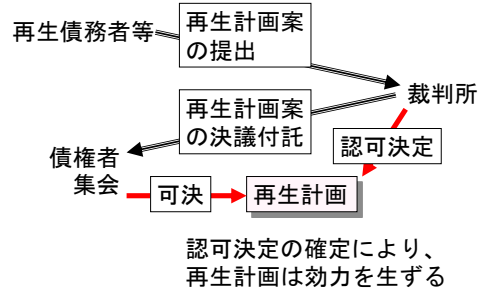 再生債務者等
再生計画案
の提出
裁判所
再生計画案
の決議付託
認可決定
債権者
集会
可決
再生計画
認可決定の確定により、
再生計画は効力を生ずる